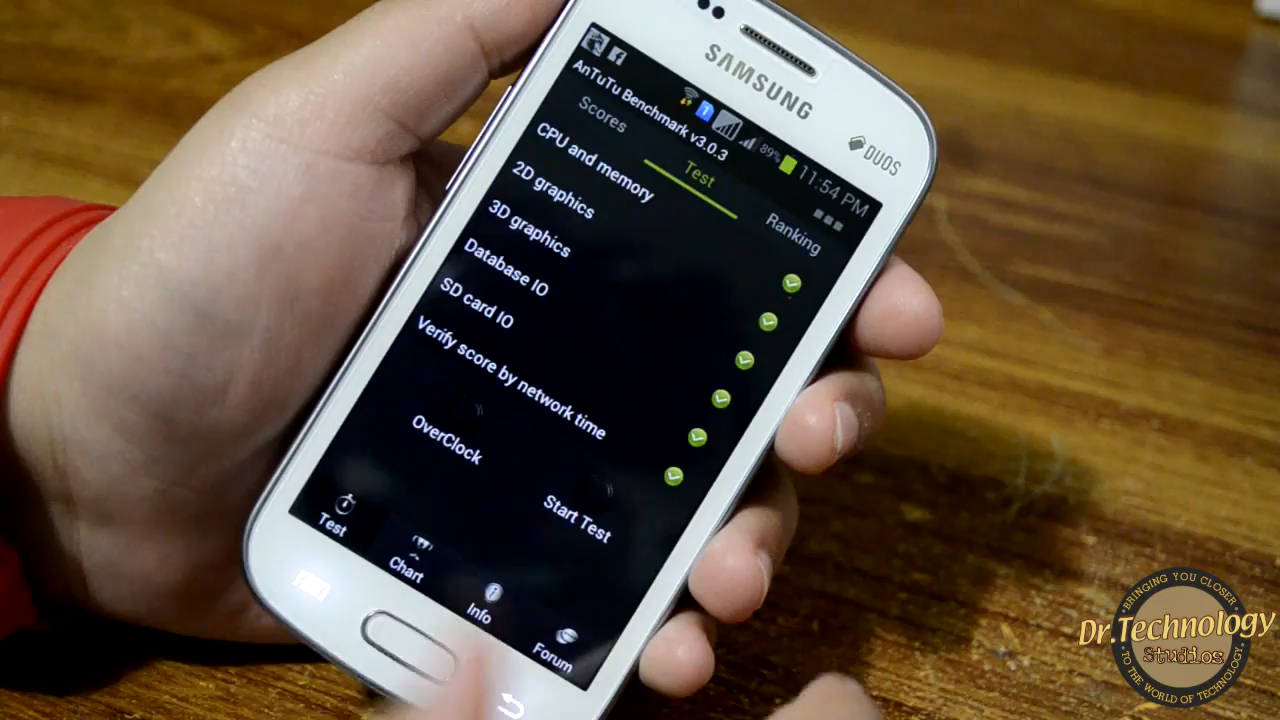 SAMSUNG
DUOS
1
89%
11:54 PM
AnTuTu Benchmark v3.0.3
Scores
Test
Ranking
CPU and memory
2D graphics
3D graphics
Database IO
SD card IO
Verify score by network time
OverClock
Start Test
Test
Chart
Info
Forum
BRINGING YOU CLOSER
Dr.Technology
Studios
TO THE WORLD OF TECHNOLOGY